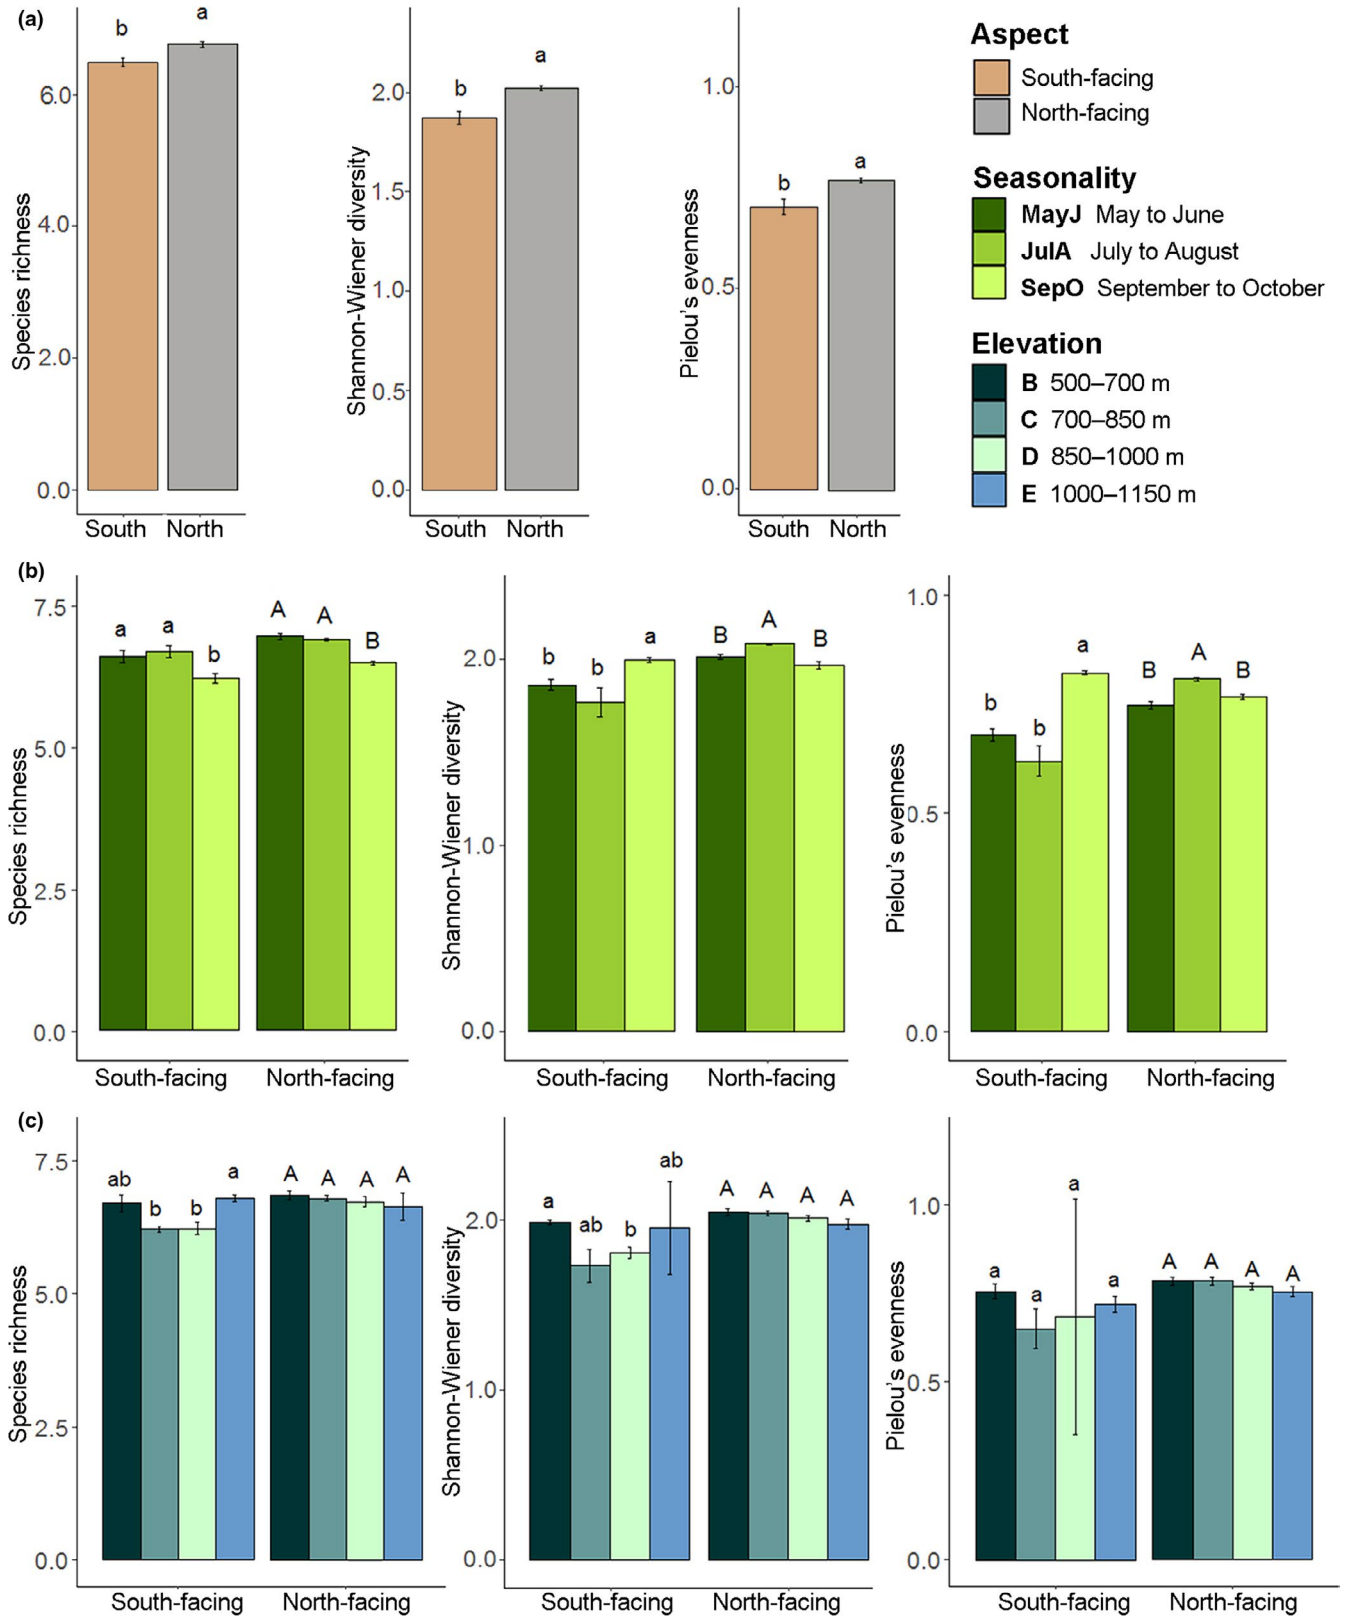 (a)
Species richness
6.0
4.0
2.0
0.0
b
a
South North
Shannon-Wiener diversity
2.0
1.5
1.0
0.5
0.0
b
a
South North
Pielou's evenness
1.0
0.5
0.0
b
a
South North
Aspect
South-facing
North-facing
Seasonality
MayJ May to June
JulA July to August
SepO September to October
Elevation
B 500–700 m
C 700–850 m
D 850–1000 m
E 1000–1150 m
(b)
Species richness
7.5
5.0
2.5
0.0
a a b A A B
South-facing North-facing
Shannon-Wiener diversity
2.0
1.0
0.0
b b a B A B
South-facing North-facing
Pielou's evenness
1.0
0.5
0.0
b b a B A B
South-facing North-facing
(c)
Species richness
7.5
5.0
2.5
0.0
ab b b a A A A A
South-facing North-facing
Shannon-Wiener diversity
2.0
1.0
0.0
a ab b ab A A A A
South-facing North-facing
Pielou's evenness
1.0
0.5
0.0
a a a a A A A A
South-facing North-facing